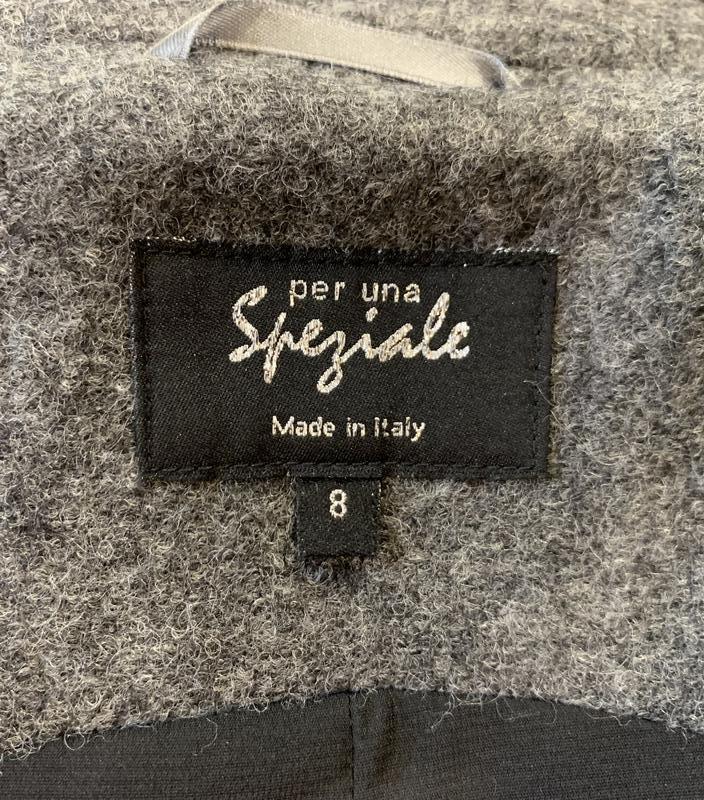 per una
Speziale
Made in Italy
8